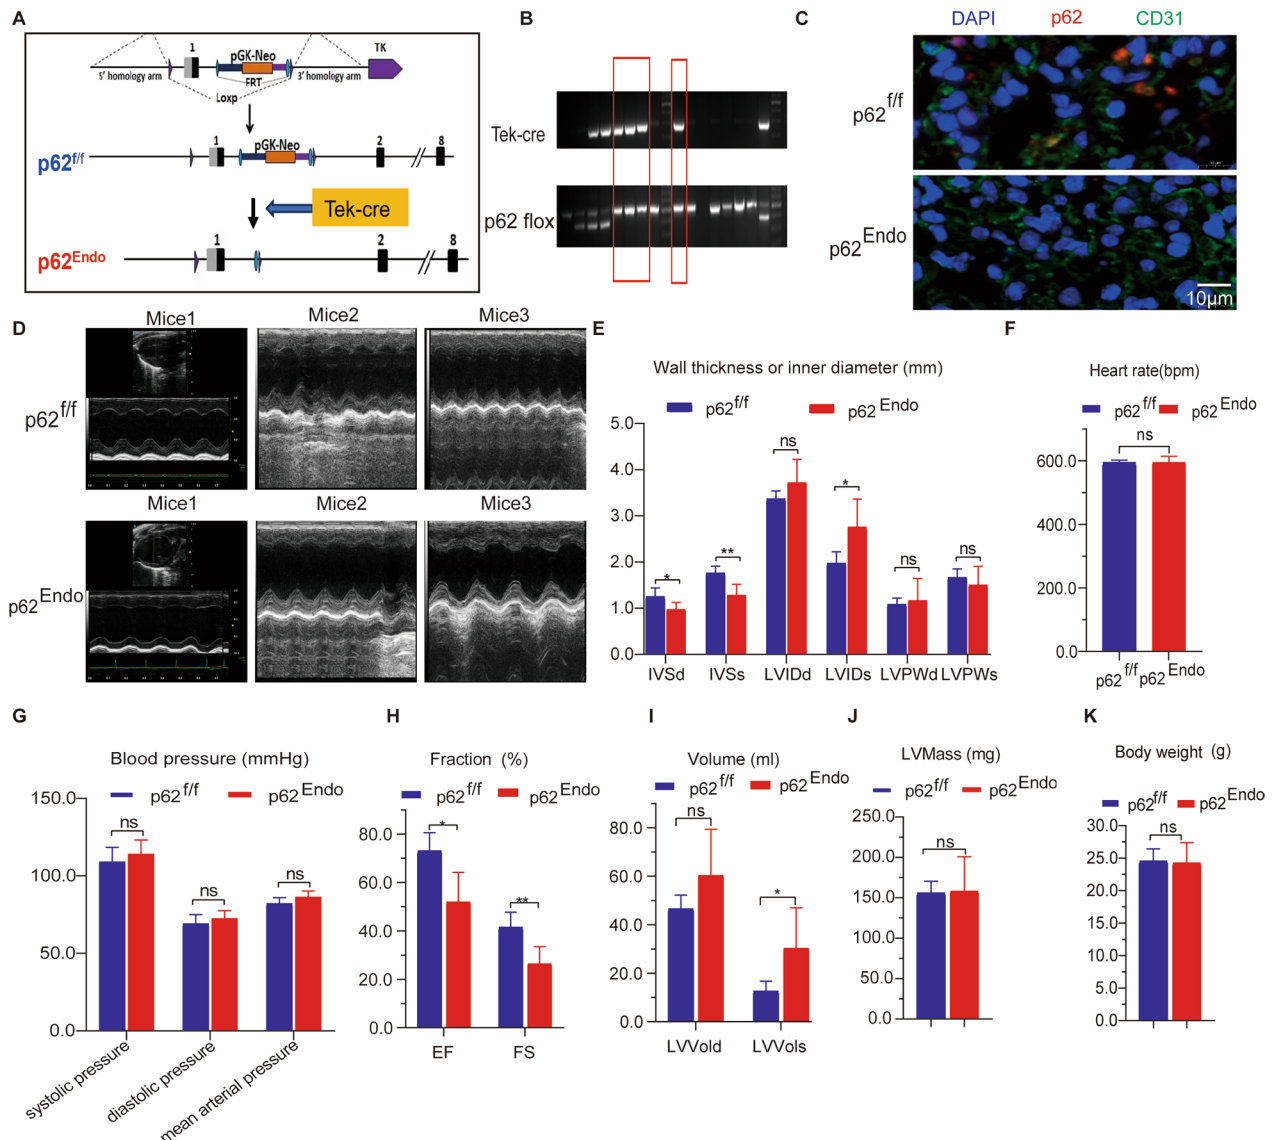 A
1
pGK-Neo
TK
5' homology arm
FRT
3' homology arm
Loxp
p62f/f
1
pGK-Neo
2
8
Tek-cre
p62Endo
1
2
8
B
Tek-cre
p62 flox
C
DAPI p62 CD31
p62f/f
p62Endo
10μm
D
Mice1 Mice2 Mice3
p62f/f
Mice1 Mice2 Mice3
p62Endo
E
Wall thickness or inner diameter (mm)
p62f/f p62Endo
5.0
4.0
3.0
2.0
1.0
0.0
* ** ns * ns ns
IVSd IVSs LVIDd LVIDs LVPWd LVPWs
F
Heart rate(bpm)
p62f/f p62Endo
ns
600.0
400.0
200.0
0.0
p62f/f p62Endo
G
Blood pressure (mmHg)
p62f/f p62Endo
150.0
100.0
50.0
0.0
ns ns ns
systolic pressure
diastolic pressure
mean arterial pressure
H
Fraction (%)
p62f/f p62Endo
80.0
60.0
40.0
20.0
0.0
* **
EF FS
I
Volume (ml)
p62f/f p62Endo
80.0
60.0
40.0
20.0
0.0
ns *
LVVold LVVols
J
LVMass (mg)
p62f/f p62Endo
250.0
200.0
150.0
100.0
50.0
0.0
ns
K
Body weight (g)
p62f/f p62Endo
30.0
25.0
20.0
15.0
10.0
5.0
0.0
ns